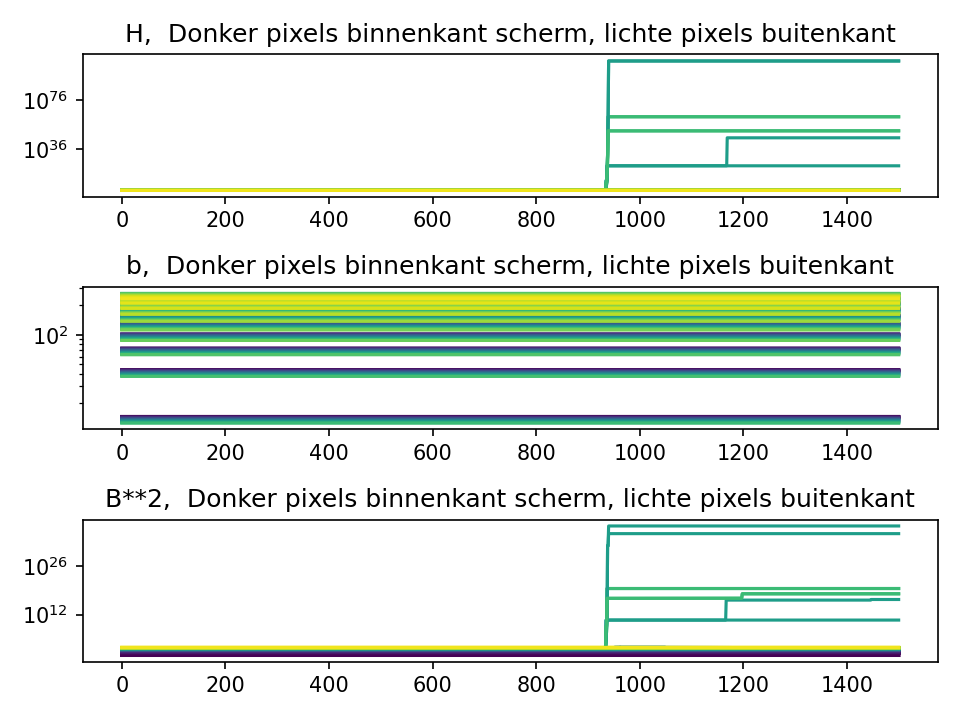 H,  Donker pixels binnenkant scherm, lichte pixels buitenkant
10^76
10^36
0 200 400 600 800 1000 1200 1400
b,  Donker pixels binnenkant scherm, lichte pixels buitenkant
10^2
0 200 400 600 800 1000 1200 1400
B**2,  Donker pixels binnenkant scherm, lichte pixels buitenkant
10^26
10^12
0 200 400 600 800 1000 1200 1400